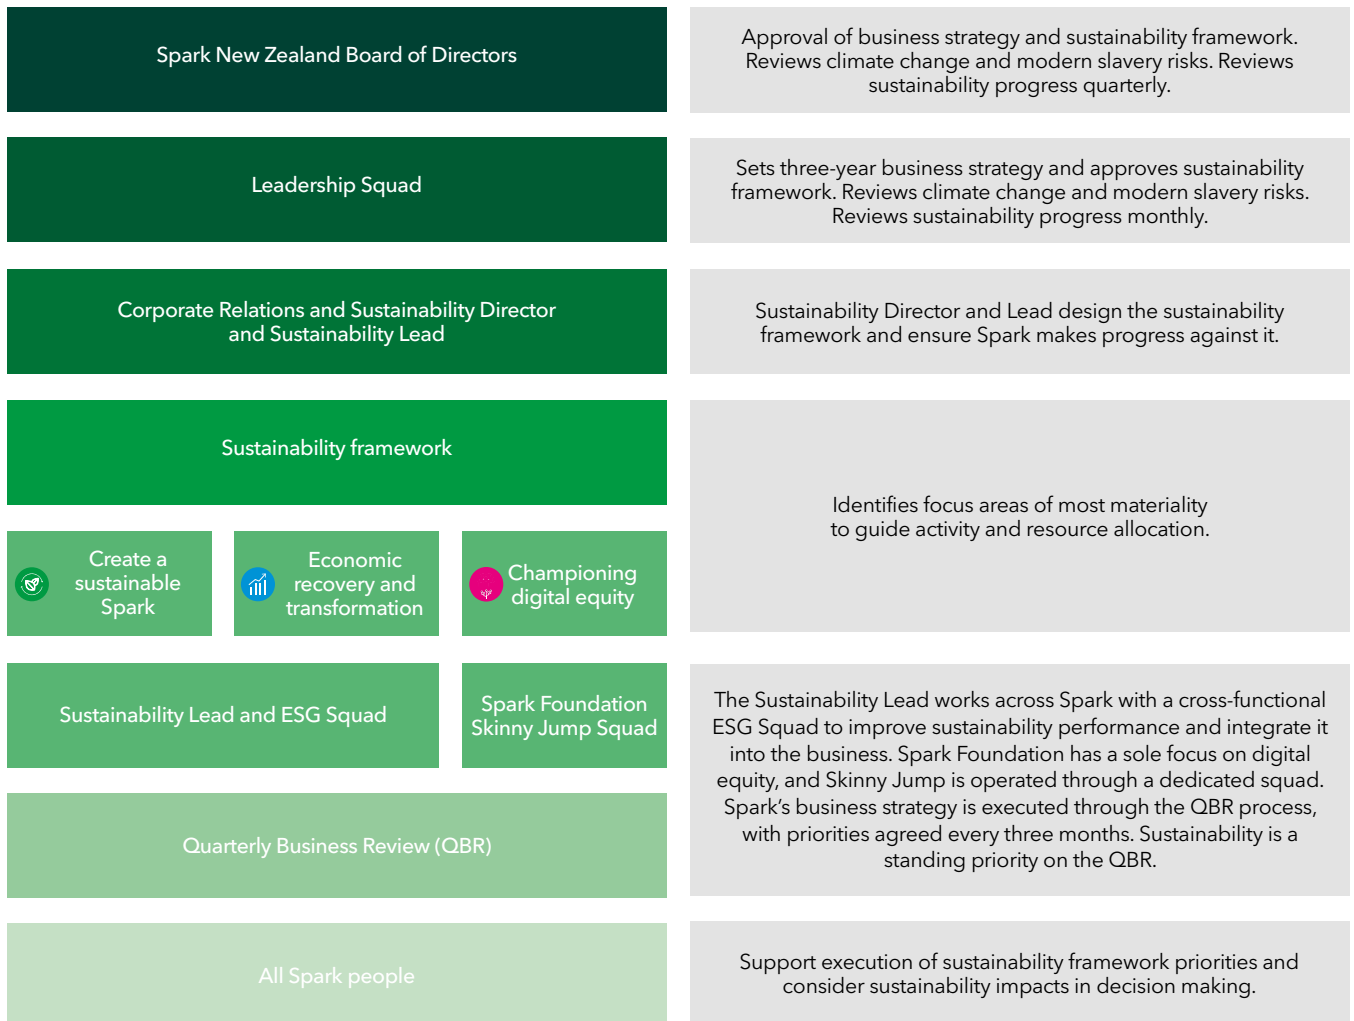 Spark New Zealand Board of Directors
Approval of business strategy and sustainability framework.
Reviews climate change and modern slavery risks. Reviews
sustainability progress quarterly.
Leadership Squad
Sets three-year business strategy and approves sustainability
framework. Reviews climate change and modern slavery risks.
Reviews sustainability progress monthly.
Corporate Relations and Sustainability Director
and Sustainability Lead
Sustainability Director and Lead design the sustainability
framework and ensure Spark makes progress against it.
Sustainability framework
Create a
sustainable
Spark
Economic
recovery and
transformation
Championing
digital equity
Identifies focus areas of most materiality
to guide activity and resource allocation.
Sustainability Lead and ESG Squad
Spark Foundation
Skinny Jump Squad
Quarterly Business Review (QBR)
The Sustainability Lead works across Spark with a cross-functional
ESG Squad to improve sustainability performance and integrate it
into the business. Spark Foundation has a sole focus on digital
equity, and Skinny Jump is operated through a dedicated squad.
Spark’s business strategy is executed through the QBR process,
with priorities agreed every three months. Sustainability is a
standing priority on the QBR.
All Spark people
Support execution of sustainability framework priorities and
consider sustainability impacts in decision making.